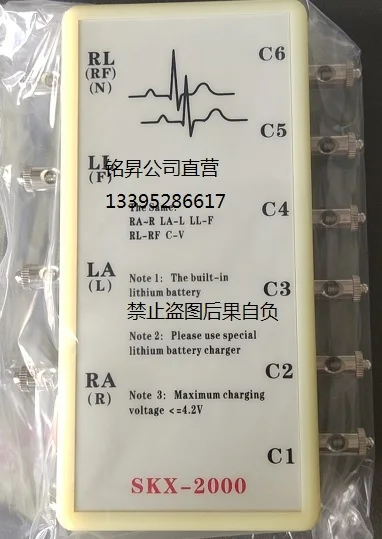 RL
(RF)
(N)
C6
C5
LL
(F)
铭昇公司直营
13395286617
The Same:
RA-R LA-L LL-F
RL-RF C-V
C4
LA
(L)
Note 1: The built-in
lithium battery
C3
禁止盗图后果自负
Note 2: Please use special
lithium battery charger
RA
(R)
C2
Note 3: Maximum charging
voltage <=4.2V
C1
SKX-2000